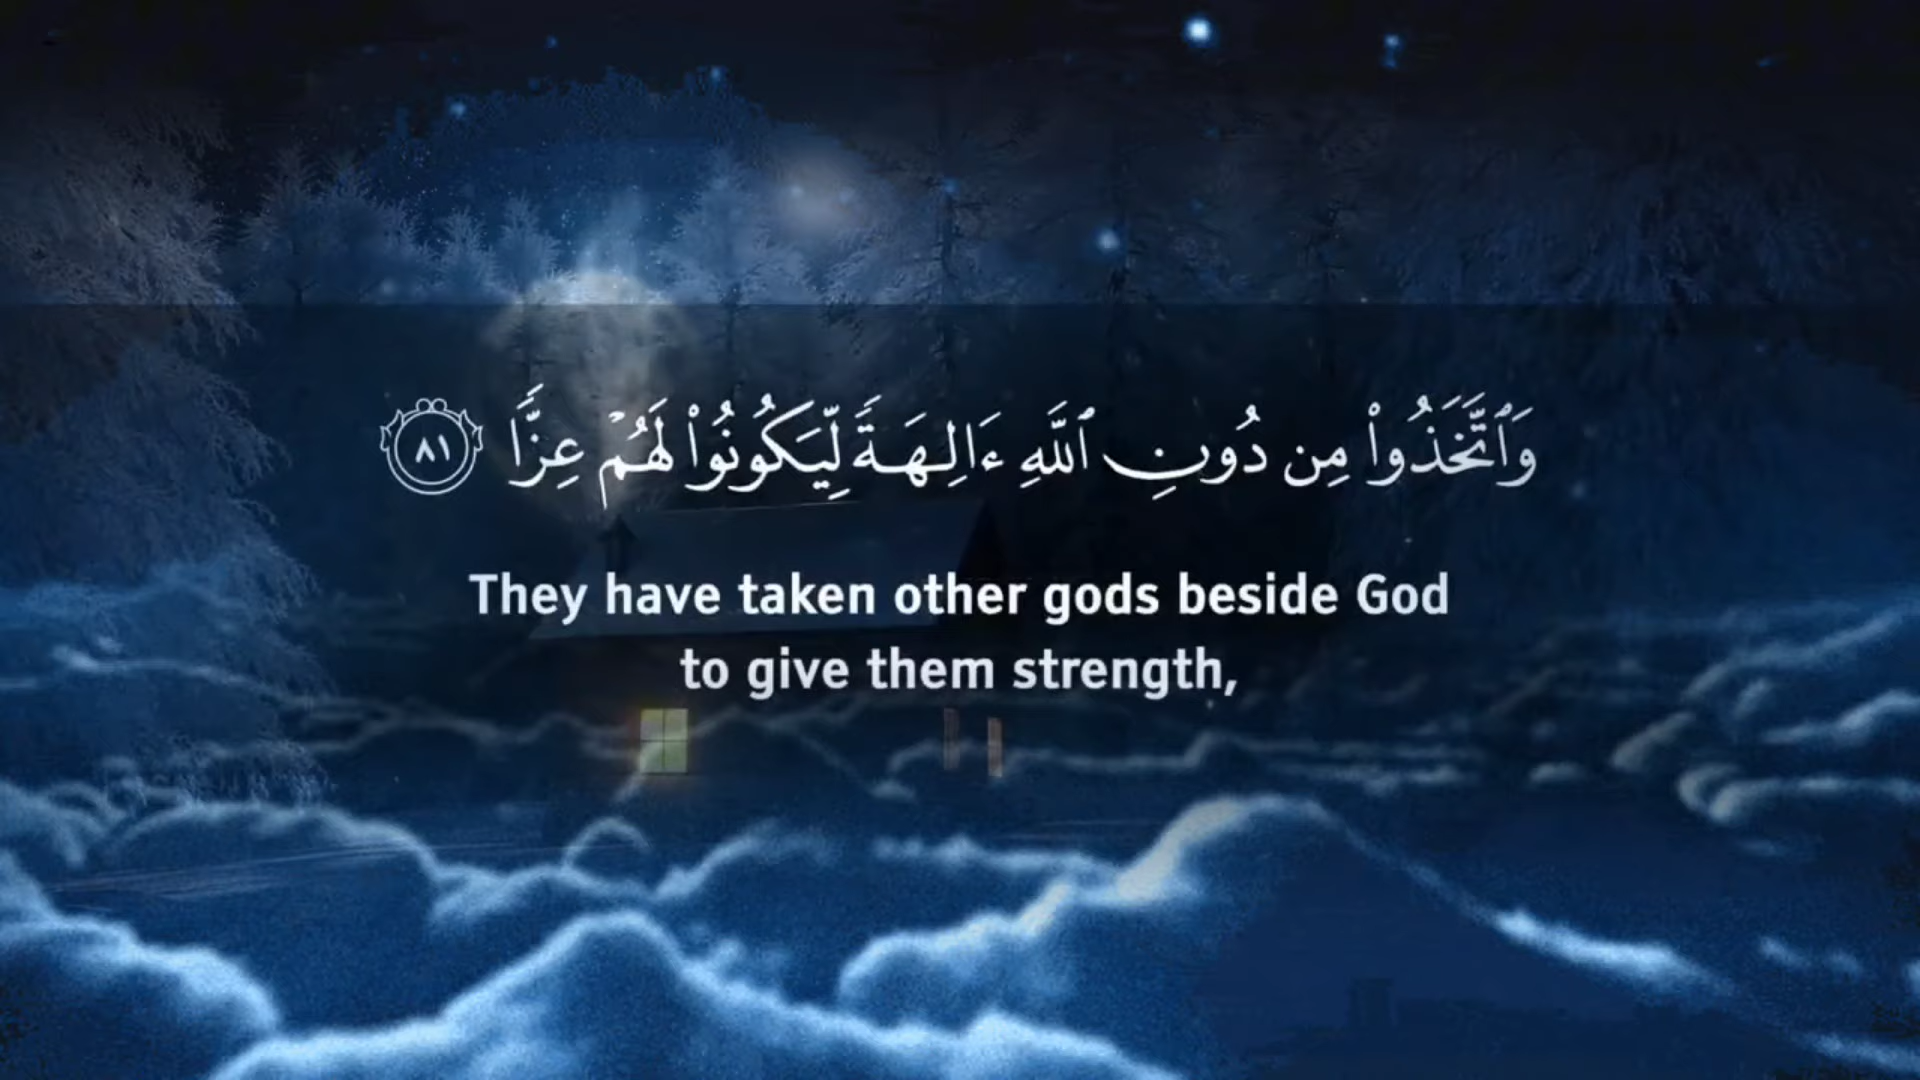 وَٱتَّخَذُوا۟ مِن دُونِ ٱللَّهِ ءَالِهَةً لِّيَكُونُوا۟ لَهُمْ عِزًّا ٨١
They have taken other gods beside God
to give them strength,